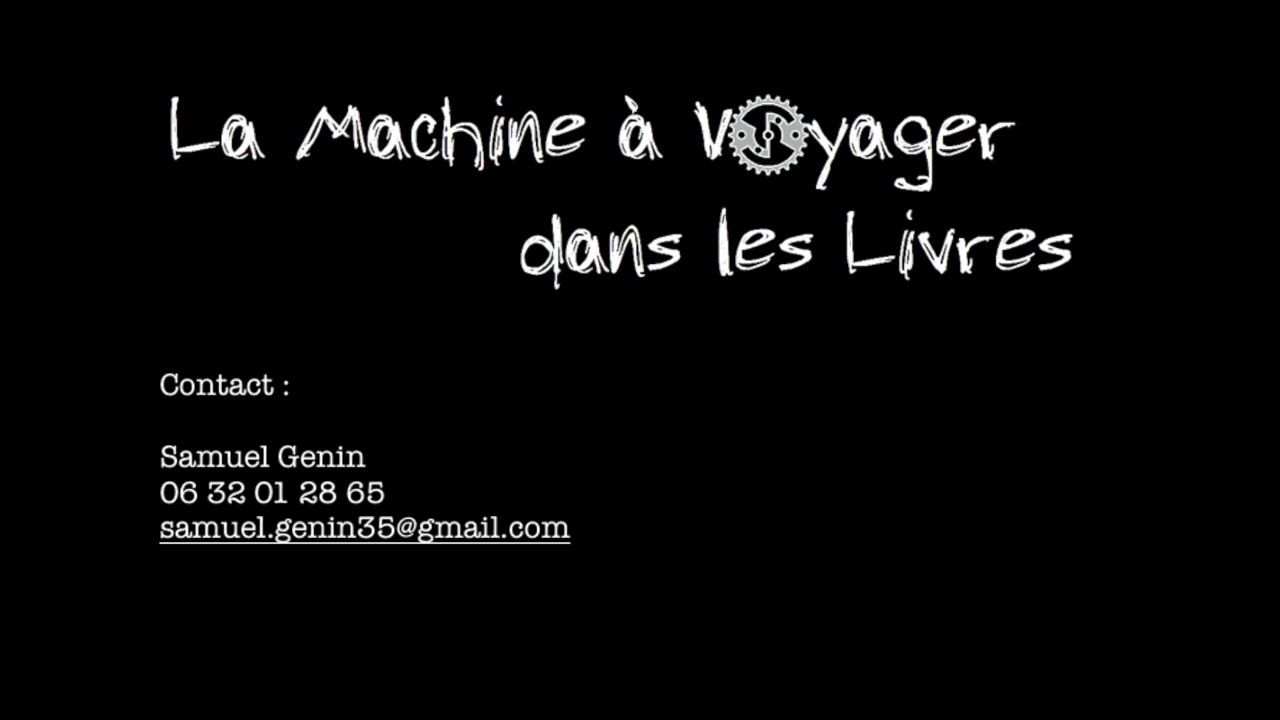 La Machine à Voyager
dans les Livres
Contact :
Samuel Genin
06 32 01 28 65
samuel.genin35@gmail.com